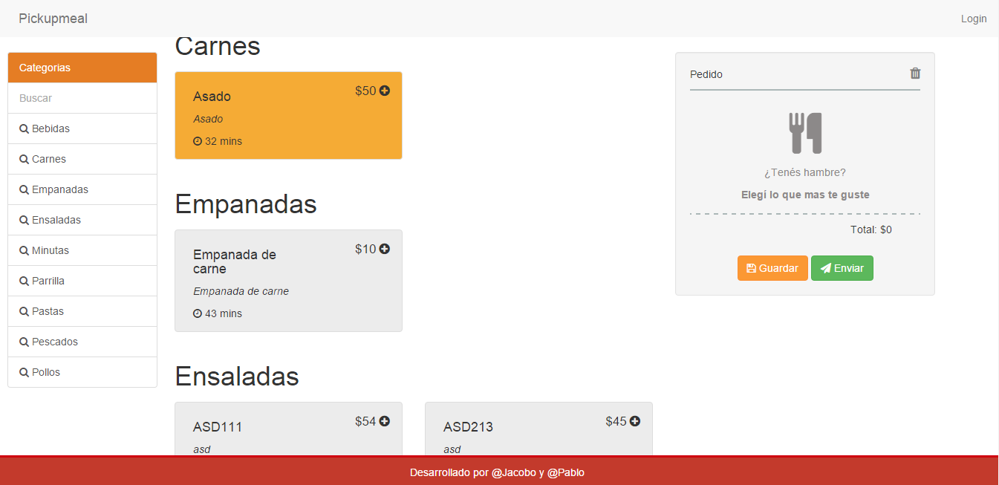 Pickupmeal
Login
Categorias
Buscar
Bebidas
Carnes
Empanadas
Ensaladas
Minutas
Parrilla
Pastas
Pescados
Pollos
Carnes
Asado
$50
Asado
32 mins
Empanadas
Empanada de
carne
$10
Empanada de carne
43 mins
Ensaladas
ASD111
$54
asd
ASD213
$45
asd
Pedido
¿Tenés hambre?
Elegí lo que mas te guste
Total: $0
Guardar
Enviar
Desarrollado por @Jacobo y @Pablo